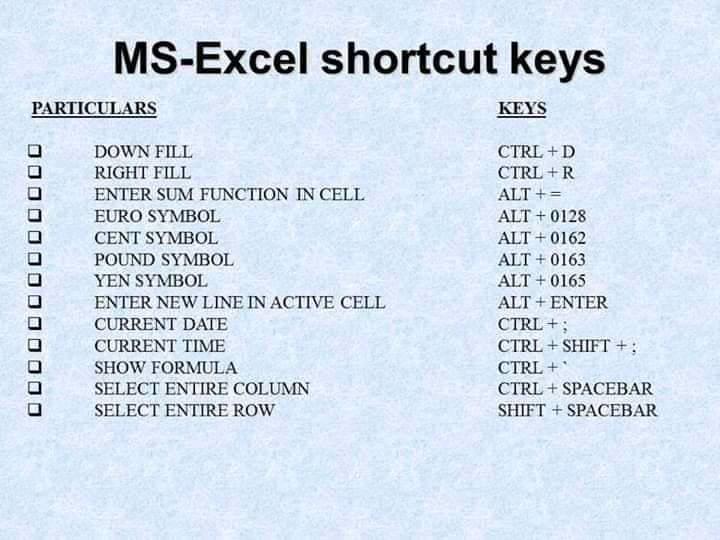 MS-Excel shortcut keys
PARTICULARS KEYS
DOWN FILL CTRL + D
RIGHT FILL CTRL + R
ENTER SUM FUNCTION IN CELL ALT + =
EURO SYMBOL ALT + 0128
CENT SYMBOL ALT + 0162
POUND SYMBOL ALT + 0163
YEN SYMBOL ALT + 0165
ENTER NEW LINE IN ACTIVE CELL ALT + ENTER
CURRENT DATE CTRL + ;
CURRENT TIME CTRL + SHIFT + ;
SHOW FORMULA CTRL + `
SELECT ENTIRE COLUMN CTRL + SPACEBAR
SELECT ENTIRE ROW SHIFT + SPACEBAR